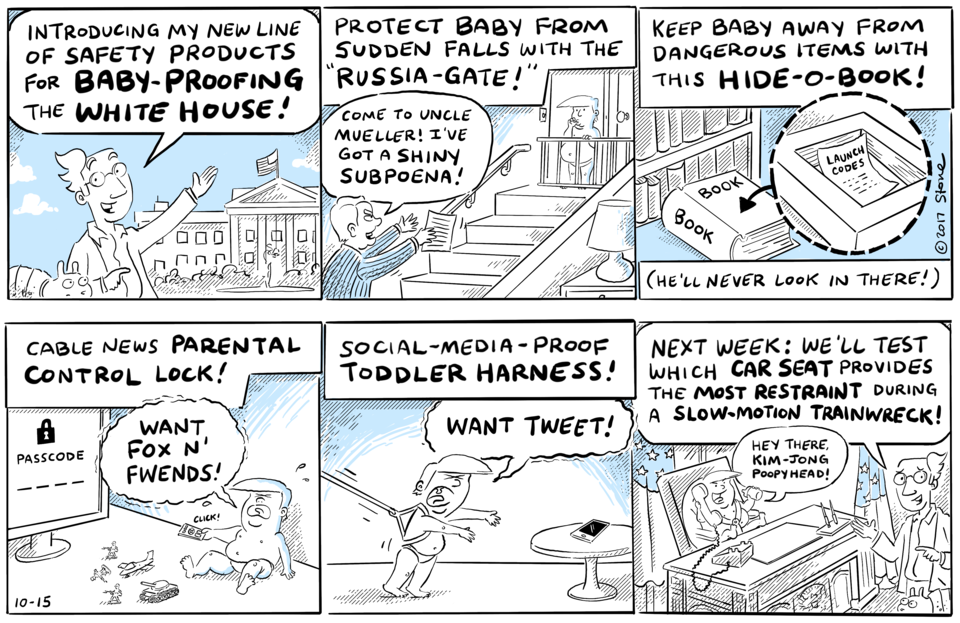 INTRODUCING MY NEW LINE
OF SAFETY PRODUCTS
FOR BABY-PROOFING
THE WHITE HOUSE!
PROTECT BABY FROM
SUDDEN FALLS WITH THE
"RUSSIA-GATE!"
COME TO UNCLE
MUELLER! I'VE
GOT A SHINY
SUBPOENA!
KEEP BABY AWAY FROM
DANGEROUS ITEMS WITH
THIS HIDE-O-BOOK!
LAUNCH
CODES
BOOK
BOOK
© 2017 Stone
(HE'LL NEVER LOOK IN THERE!)
CABLE NEWS PARENTAL
CONTROL LOCK!
PASSCODE
WANT
FOX N'
FWENDS!
CLICK!
10-15
SOCIAL-MEDIA-PROOF
TODDLER HARNESS!
WANT TWEET!
NEXT WEEK: WE'LL TEST
WHICH CAR SEAT PROVIDES
THE MOST RESTRAINT DURING
A SLOW-MOTION TRAINWRECK!
HEY THERE,
KIM-JONG
POOPYHEAD!